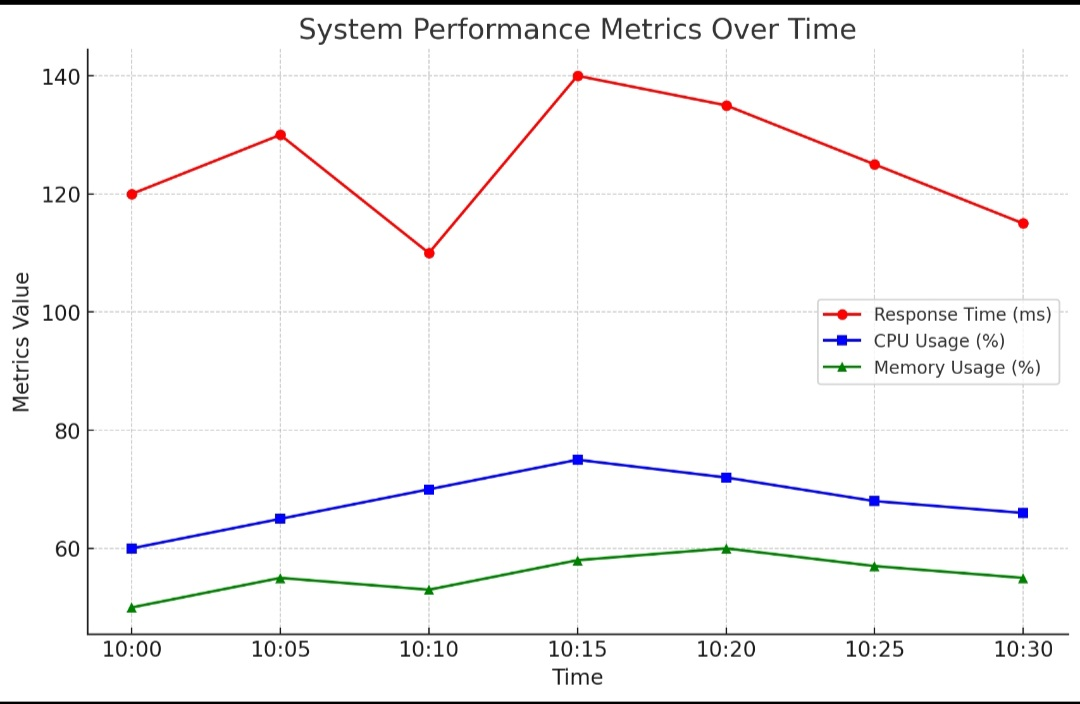 System Performance Metrics Over Time
140
120
100
80
60
Metrics Value
Response Time (ms)
CPU Usage (%)
Memory Usage (%)
10:00 10:05 10:10 10:15 10:20 10:25 10:30
Time